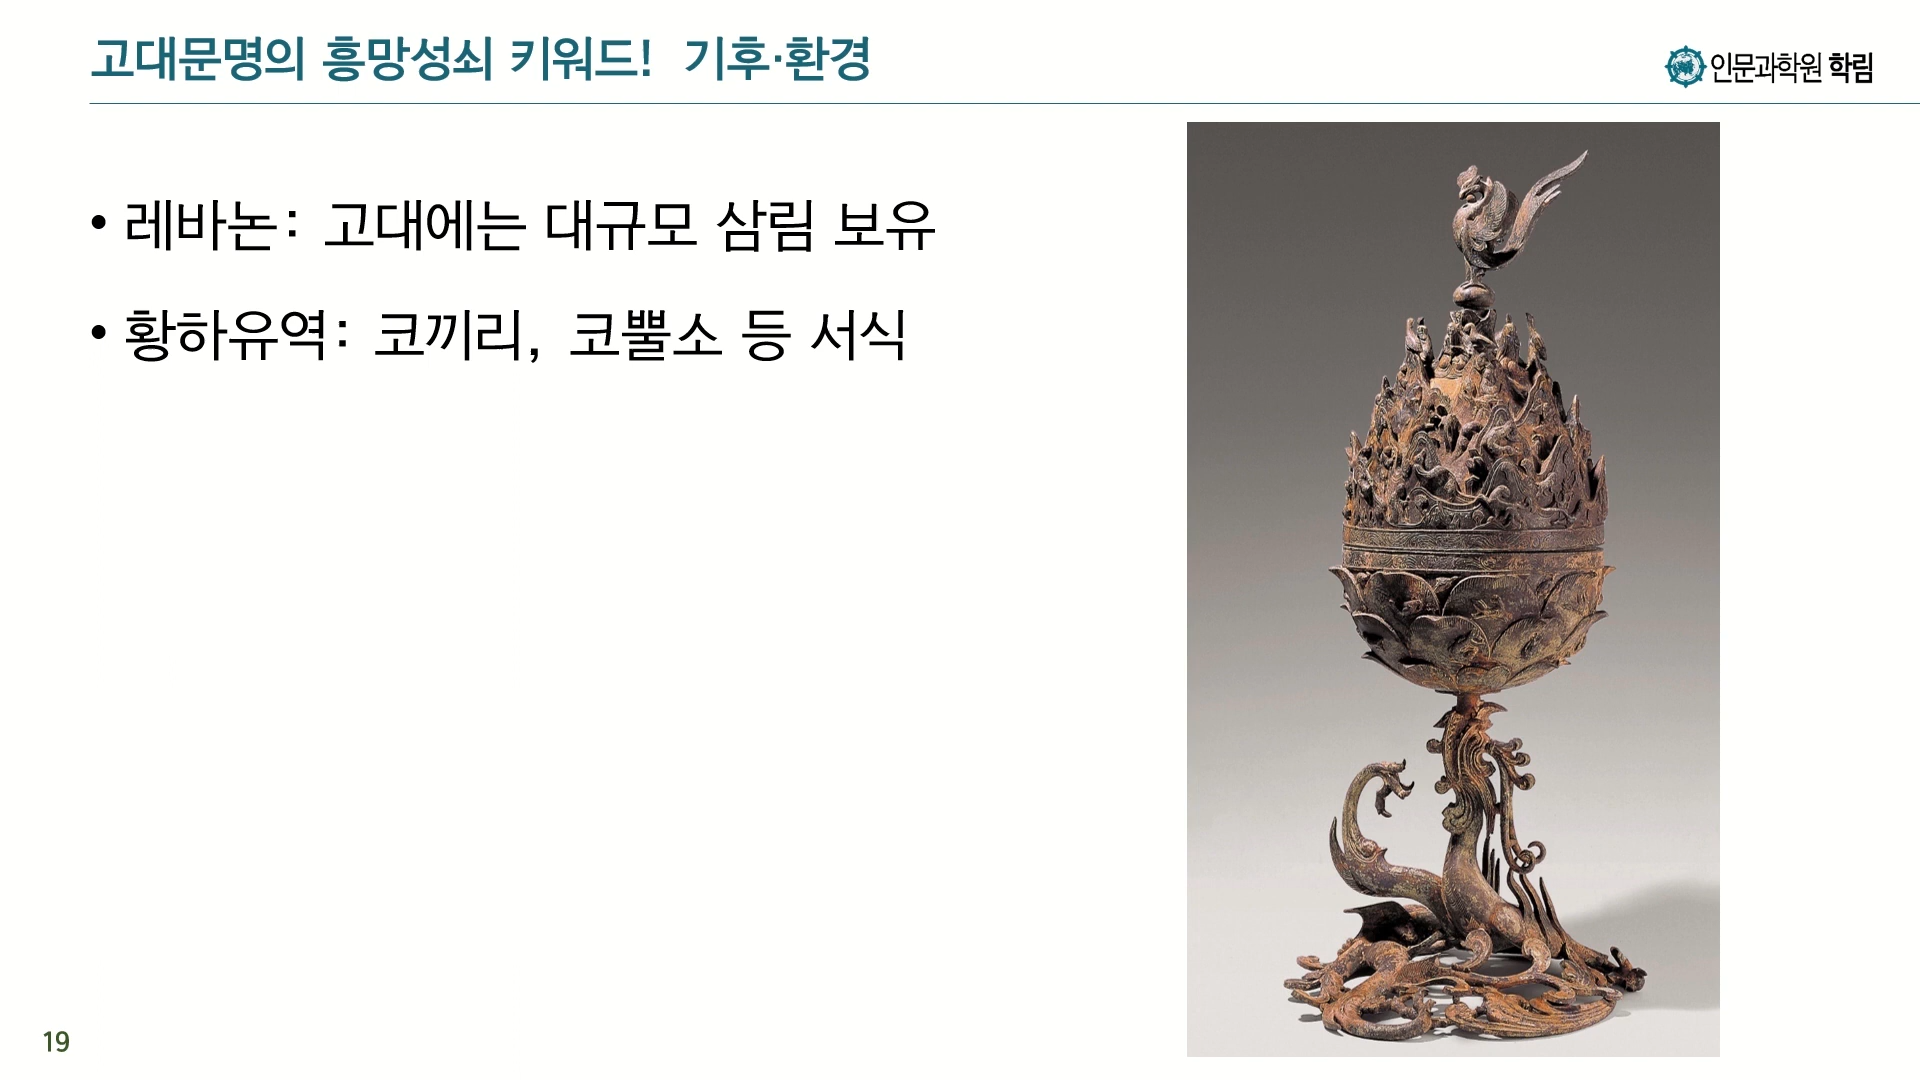 고대문명의 흥망성쇠 키워드! 기후·환경
인문과학원 학림
• 레바논: 고대에는 대규모 삼림 보유
• 황하유역: 코끼리, 코뿔소 등 서식
19